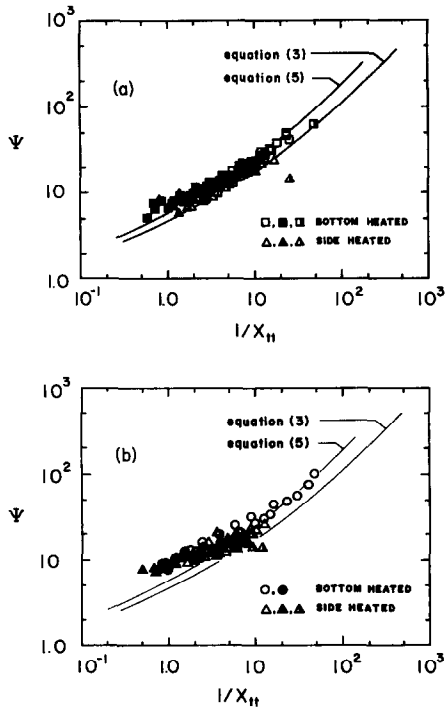 10³
10²
10
1.0
Ψ
(a)
equation (3)
equation (5)
□,■,◨ BOTTOM HEATED
△,▲,◮ SIDE HEATED
10⁻¹ 1.0 10 10² 10³
1/Xtt
10³
10²
10
1.0
Ψ
(b)
equation (3)
equation (5)
○,● BOTTOM HEATED
△,▲,◮ SIDE HEATED
10⁻¹ 1.0 10 10² 10³
1/Xtt